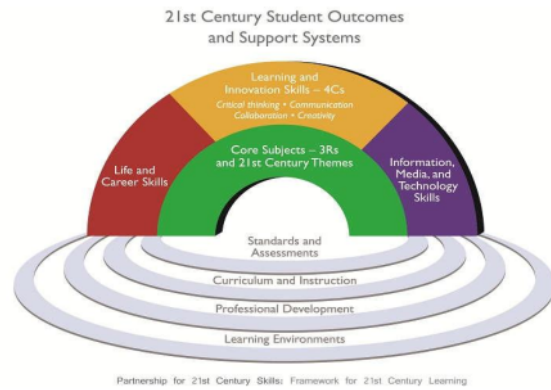 21st Century Student Outcomes
and Support Systems
Learning and
Innovation Skills – 4Cs
Critical thinking • Communication
Collaboration • Creativity
Core Subjects – 3Rs
and 21st Century Themes
Life and
Career Skills
Information,
Media, and
Technology
Skills
Standards and
Assessments
Curriculum and Instruction
Professional Development
Learning Environments
Partnership for 21st Century Skills: Framework for 21st Century Learning